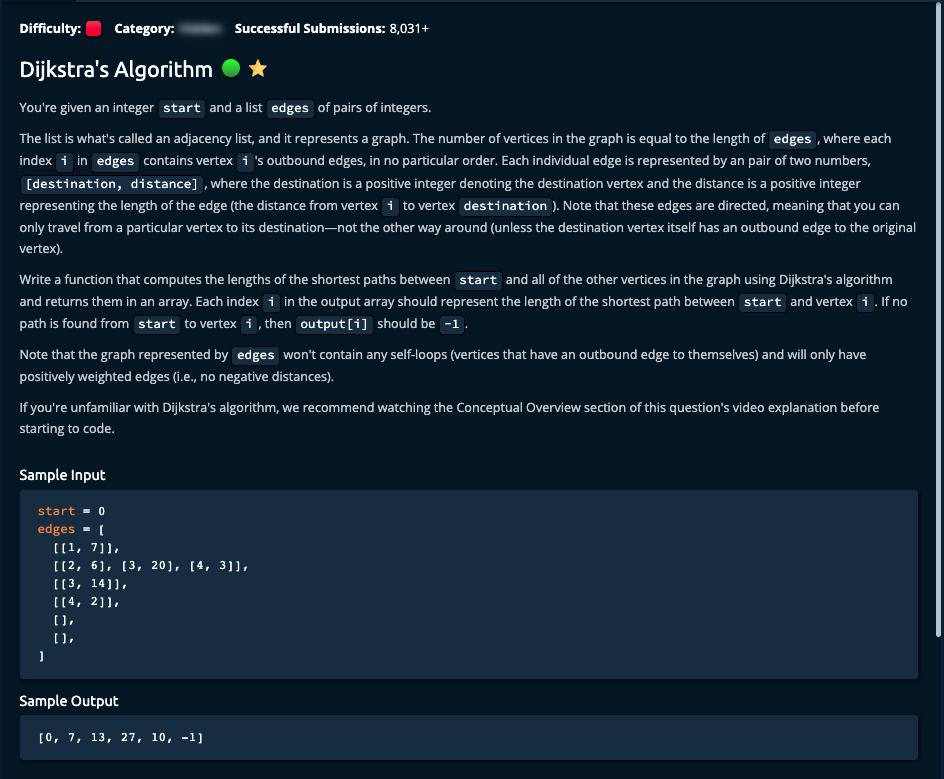 Difficulty: Category: Successful Submissions: 8,031+
Dijkstra's Algorithm
You're given an integer start and a list edges of pairs of integers.
The list is what's called an adjacency list, and it represents a graph. The number of vertices in the graph is equal to the length of edges, where each
index i in edges contains vertex i's outbound edges, in no particular order. Each individual edge is represented by an pair of two numbers,
[destination, distance], where the destination is a positive integer denoting the destination vertex and the distance is a positive integer
representing the length of the edge (the distance from vertex i to vertex destination). Note that these edges are directed, meaning that you can
only travel from a particular vertex to its destination—not the other way around (unless the destination vertex itself has an outbound edge to the original
vertex).
Write a function that computes the lengths of the shortest paths between start and all of the other vertices in the graph using Dijkstra's algorithm
and returns them in an array. Each index i in the output array should represent the length of the shortest path between start and vertex i. If no
path is found from start to vertex i, then output[i] should be -1.
Note that the graph represented by edges won't contain any self-loops (vertices that have an outbound edge to themselves) and will only have
positively weighted edges (i.e., no negative distances).
If you're unfamiliar with Dijkstra's algorithm, we recommend watching the Conceptual Overview section of this question's video explanation before
starting to code.
Sample Input
start = 0
edges = [
[[1, 7]],
[[2, 6], [3, 20], [4, 3]],
[[3, 14]],
[[4, 2]],
[],
[],
]
Sample Output
[0, 7, 13, 27, 10, -1]